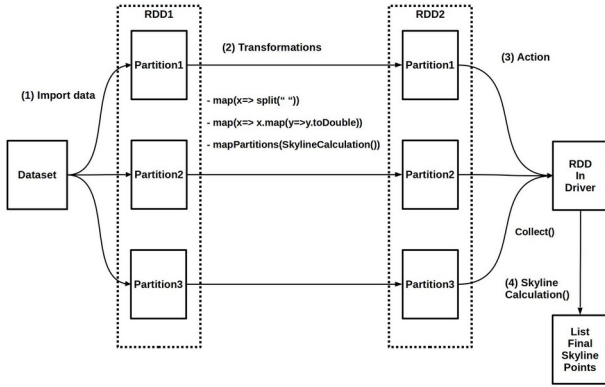 RDD1
RDD2
Partition1
(2) Transformations
Partition1
(3) Action
(1) Import data
- map(x=> split(“ “))
- map(x=> x.map(y=>y.toDouble))
- mapPartitions(SkylineCalculation())
Dataset
Partition2
Partition2
RDD
In
Driver
Collect()
Partition3
Partition3
(4) Skyline
Calculation()
List
Final
Skyline
Points